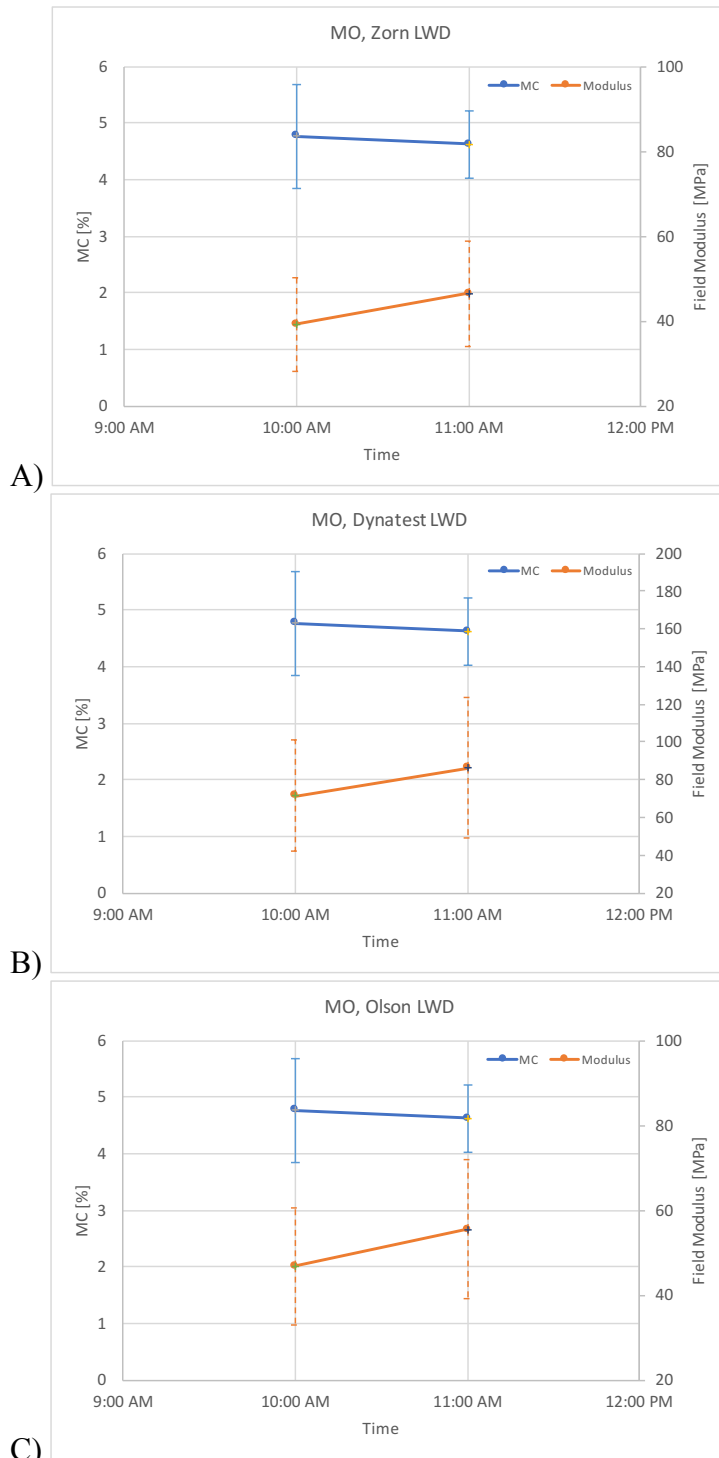 MO, Zorn LWD
6
5
4
3
2
1
0
MC [%]
100
80
60
40
20
Field Modulus [MPa]
MC
Modulus
9:00 AM
10:00 AM
11:00 AM
12:00 PM
Time
A)
MO, Dynatest LWD
6
5
4
3
2
1
0
MC [%]
200
180
160
140
120
100
80
60
40
20
Field Modulus [MPa]
MC
Modulus
9:00 AM
10:00 AM
11:00 AM
12:00 PM
Time
B)
MO, Olson LWD
6
5
4
3
2
1
0
MC [%]
100
80
60
40
20
Field Modulus [MPa]
MC
Modulus
9:00 AM
10:00 AM
11:00 AM
12:00 PM
Time
C)